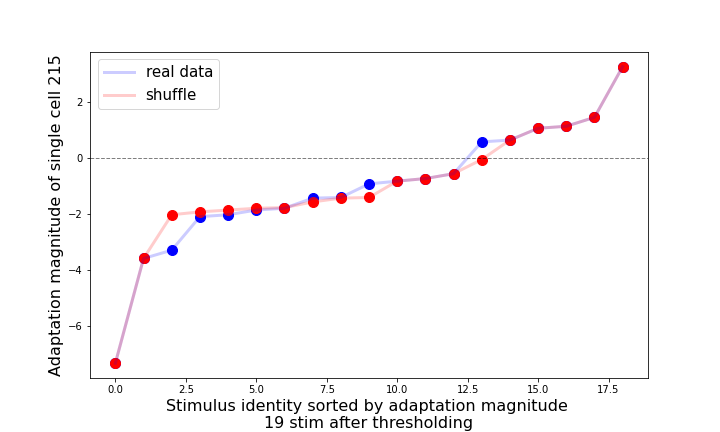 real data
shuffle
Adaptation magnitude of single cell 215
2
0
−2
−4
−6
0.0 2.5 5.0 7.5 10.0 12.5 15.0 17.5
Stimulus identity sorted by adaptation magnitude
19 stim after thresholding